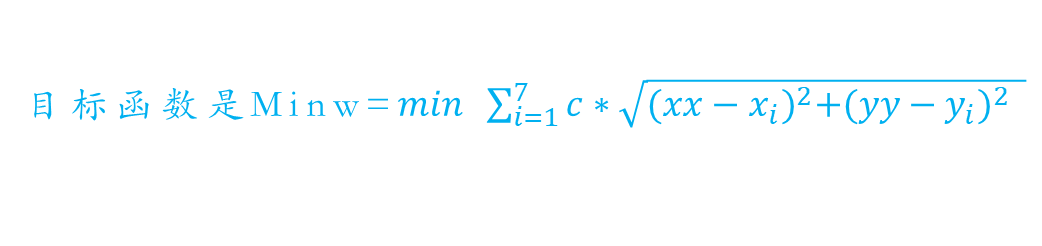 目标函数是Minw=min ∑_{i=1}^{7} c * √((xx − x_i)²+(yy − y_i)²)